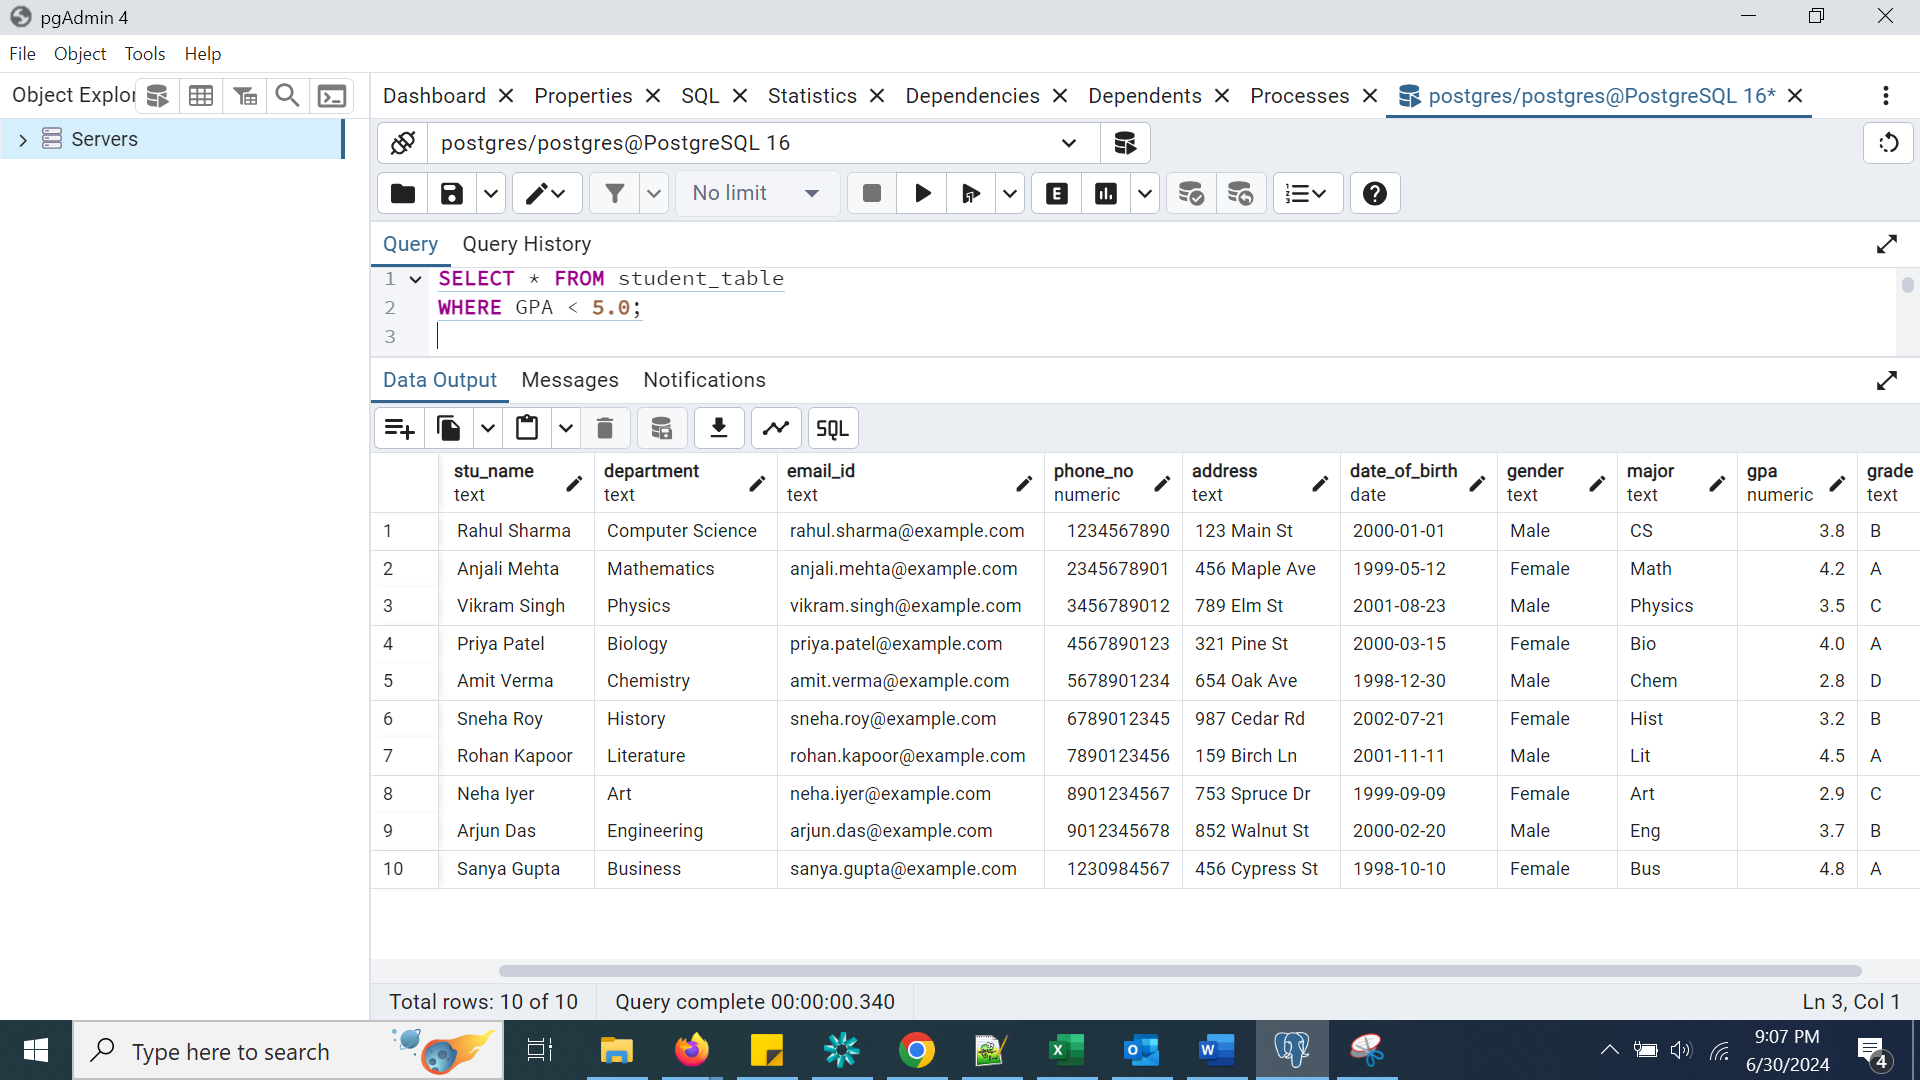 pgAdmin 4
File Object Tools Help
Object Explor
Dashboard Properties SQL Statistics Dependencies Dependents Processes postgres/postgres@PostgreSQL 16*
Servers
postgres/postgres@PostgreSQL 16
No limit
E
Query Query History
1 SELECT * FROM student_table
2 WHERE GPA < 5.0;
3
Data Output Messages Notifications
SQL
stu_name department email_id phone_no address date_of_birth gender major gpa grade
text text text numeric text date text text numeric text
1 Rahul Sharma Computer Science rahul.sharma@example.com 1234567890 123 Main St 2000-01-01 Male CS 3.8 B
2 Anjali Mehta Mathematics anjali.mehta@example.com 2345678901 456 Maple Ave 1999-05-12 Female Math 4.2 A
3 Vikram Singh Physics vikram.singh@example.com 3456789012 789 Elm St 2001-08-23 Male Physics 3.5 C
4 Priya Patel Biology priya.patel@example.com 4567890123 321 Pine St 2000-03-15 Female Bio 4.0 A
5 Amit Verma Chemistry amit.verma@example.com 5678901234 654 Oak Ave 1998-12-30 Male Chem 2.8 D
6 Sneha Roy History sneha.roy@example.com 6789012345 987 Cedar Rd 2002-07-21 Female Hist 3.2 B
7 Rohan Kapoor Literature rohan.kapoor@example.com 7890123456 159 Birch Ln 2001-11-11 Male Lit 4.5 A
8 Neha Iyer Art neha.iyer@example.com 8901234567 753 Spruce Dr 1999-09-09 Female Art 2.9 C
9 Arjun Das Engineering arjun.das@example.com 9012345678 852 Walnut St 2000-02-20 Male Eng 3.7 B
10 Sanya Gupta Business sanya.gupta@example.com 1230984567 456 Cypress St 1998-10-10 Female Bus 4.8 A
Total rows: 10 of 10 Query complete 00:00:00.340 Ln 3, Col 1
Type here to search
9:07 PM
6/30/2024
4